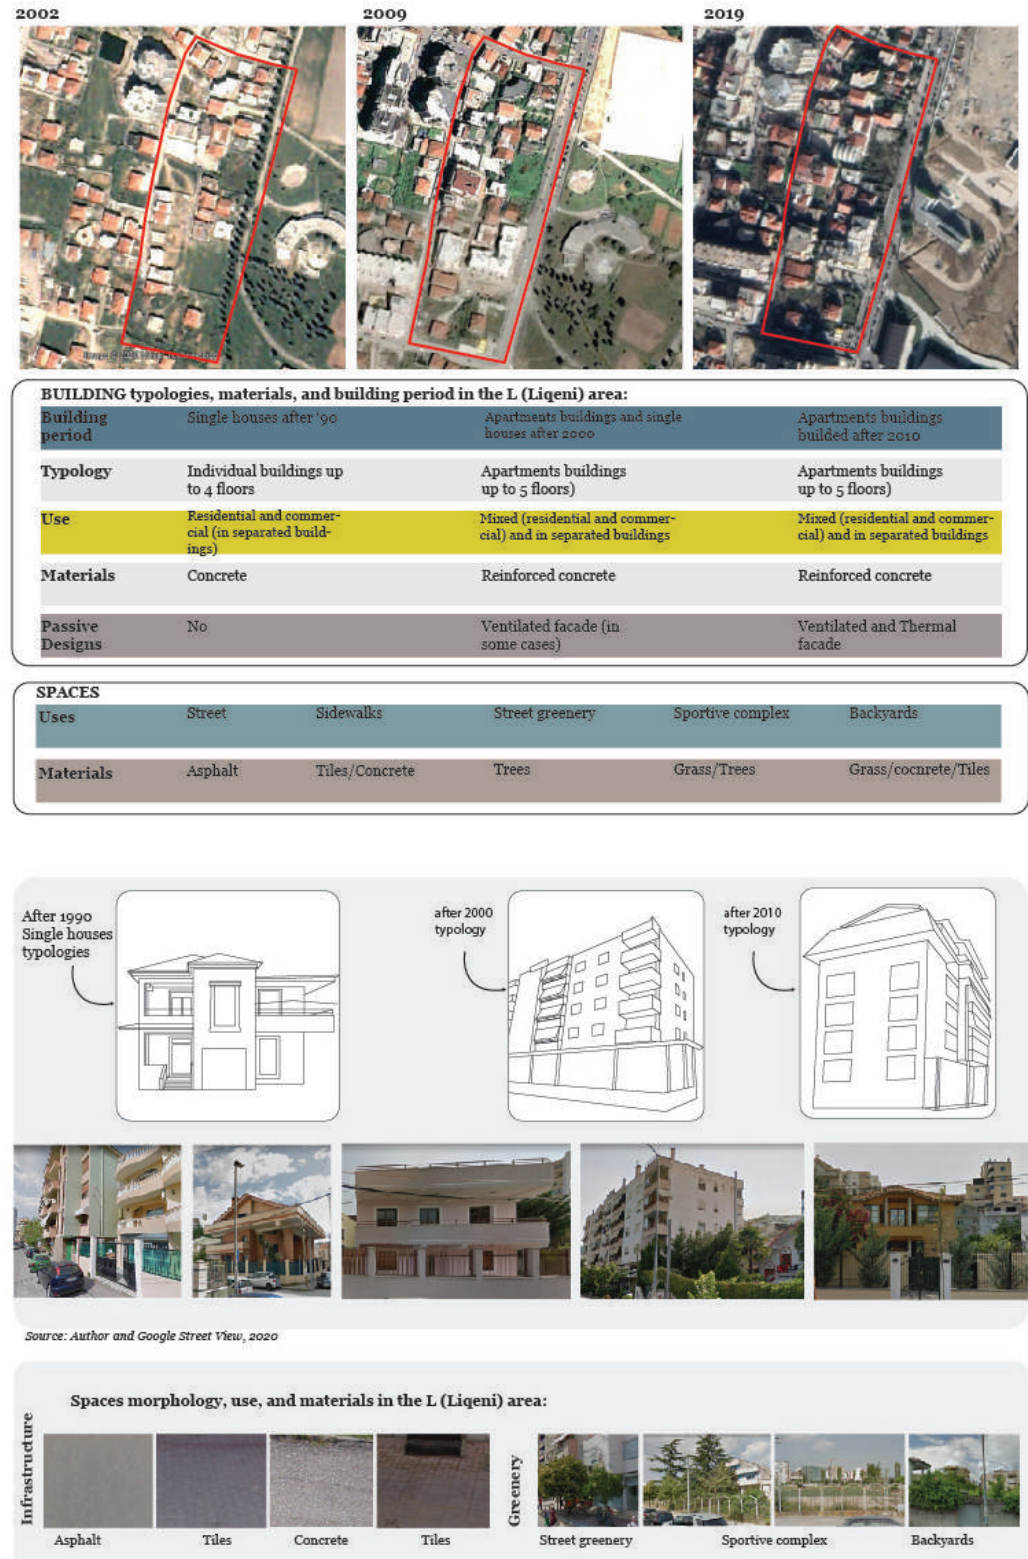 2002
2009
2019
BUILDING typologies, materials, and building period in the L (Liqeni) area:
Building period
Single houses after '90
Apartments buildings and single houses after 2000
Apartments buildings builded after 2010
Typology
Individual buildings up to 4 floors
Apartments buildings up to 5 floors)
Apartments buildings up to 5 floors)
Use
Residential and commer-
cial (in separated build-
ings)
Mixed (residential and commer-
cial) and in separated buildings
Mixed (residential and commer-
cial) and in separated buildings
Materials
Concrete
Reinforced concrete
Reinforced concrete
Passive Designs
No
Ventilated facade (in some cases)
Ventilated and Thermal facade
SPACES
Uses
Street
Sidewalks
Street greenery
Sportive complex
Backyards
Materials
Asphalt
Tiles/Concrete
Trees
Grass/Trees
Grass/cocnrete/Tiles
After 1990
Single houses
typologies
after 2000
typology
after 2010
typology
Source: Author and Google Street View, 2020
Spaces morphology, use, and materials in the L (Liqeni) area:
Infrastructure
Asphalt
Tiles
Concrete
Tiles
Greenery
Street greenery
Sportive complex
Backyards